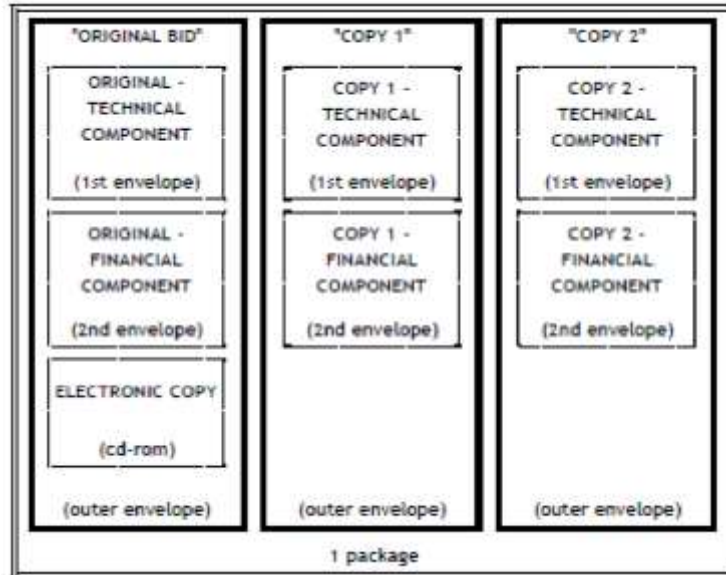 "ORIGINAL BID"
ORIGINAL -
TECHNICAL
COMPONENT
(1st envelope)
ORIGINAL -
FINANCIAL
COMPONENT
(2nd envelope)
ELECTRONIC COPY
(cd-rom)
(outer envelope)
"COPY 1"
COPY 1 -
TECHNICAL
COMPONENT
(1st envelope)
COPY 1 -
FINANCIAL
COMPONENT
(2nd envelope)
(outer envelope)
"COPY 2"
COPY 2 -
TECHNICAL
COMPONENT
(1st envelope)
COPY 2 -
FINANCIAL
COMPONENT
(2nd envelope)
(outer envelope)
1 package